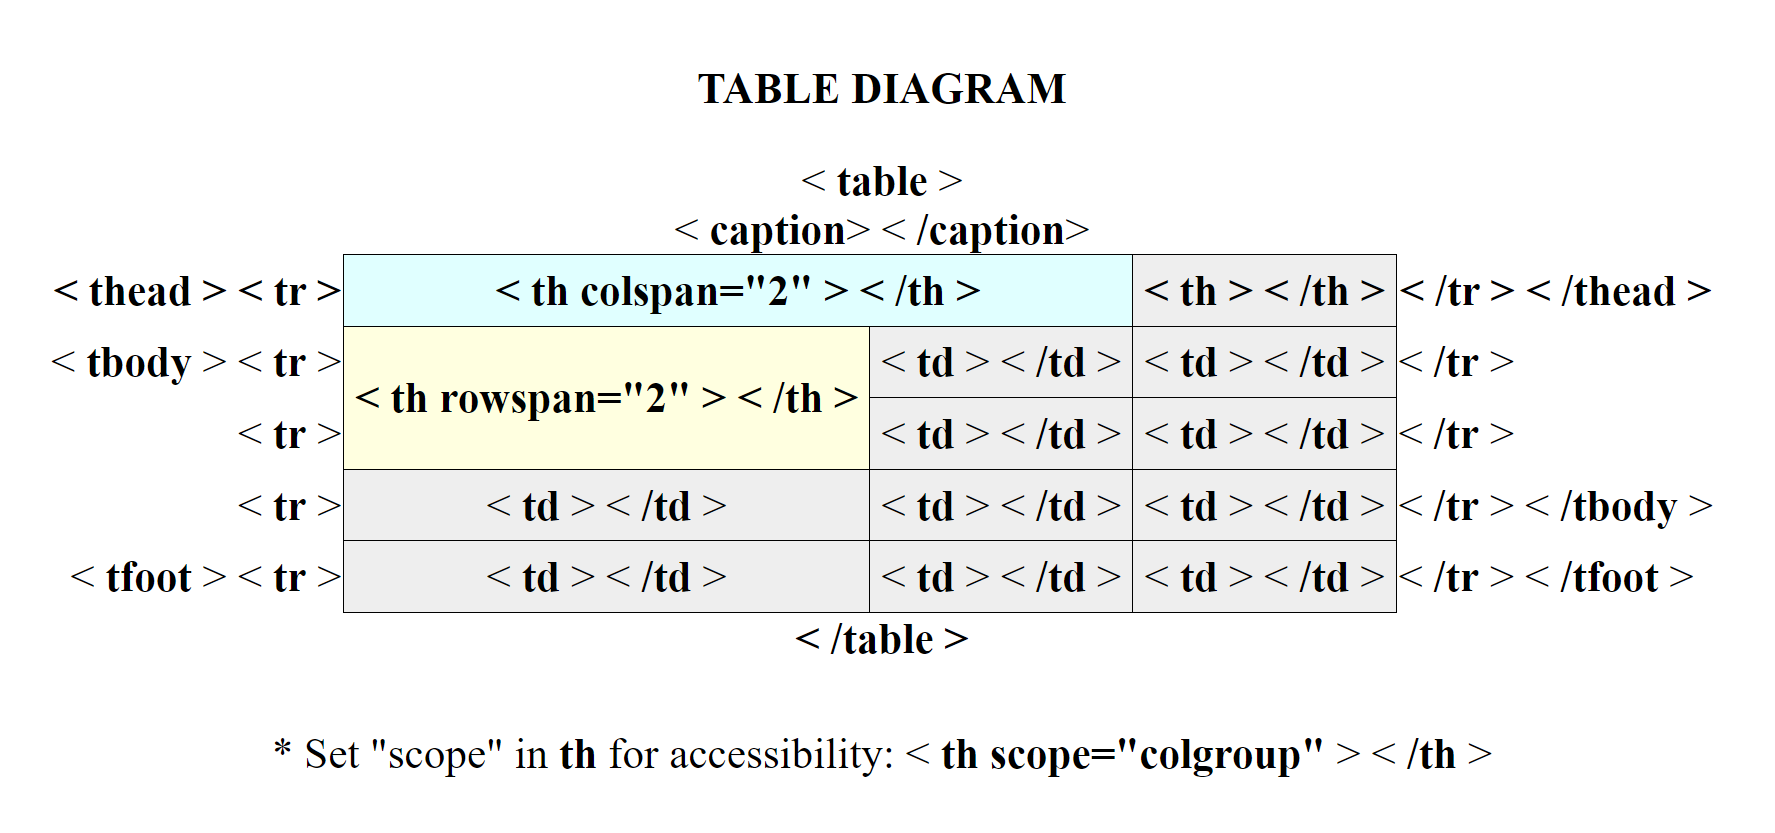 TABLE DIAGRAM
< table >
< caption> < /caption>
< thead > < tr > < th colspan="2" > < /th > < th > < /th > < /tr > < /thead >
< tbody > < tr > < th rowspan="2" > < /th > < td > < /td > < td > < /td > < /tr >
< tr > < td > < /td > < td > < /td > < /tr >
< tr > < td > < /td > < td > < /td > < td > < /td > < /tr > < /tbody >
< tfoot > < tr > < td > < /td > < td > < /td > < td > < /td > < /tr > < /tfoot >
< /table >
* Set "scope" in th for accessibility: < th scope="colgroup" > < /th >